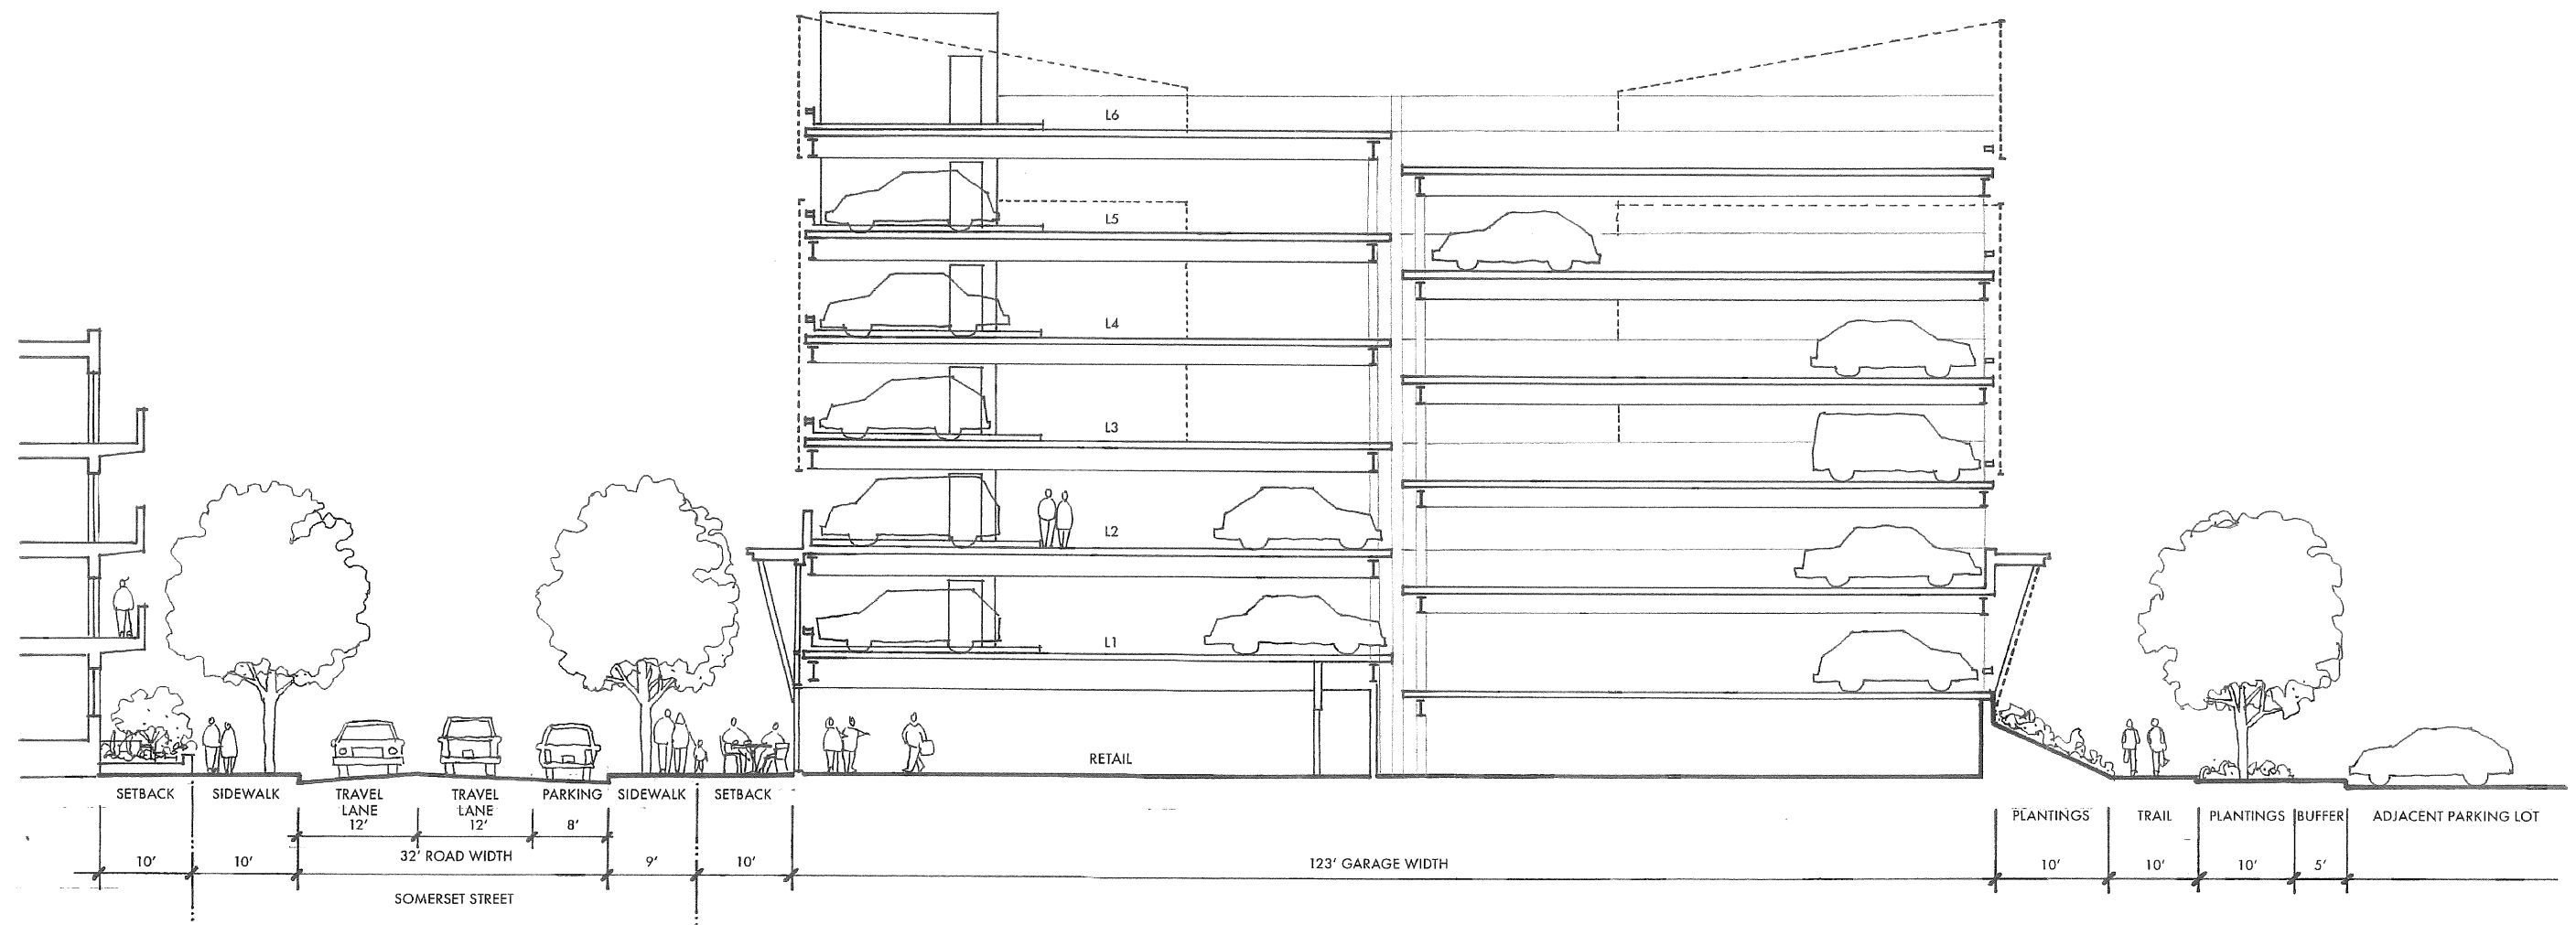 L6
L5
L4
L3
L2
L1
RETAIL
SETBACK
SIDEWALK
TRAVEL
LANE
12'
TRAVEL
LANE
12'
PARKING
8'
SIDEWALK
SETBACK
PLANTINGS
TRAIL
PLANTINGS
BUFFER
ADJACENT PARKING LOT
10'
10'
32' ROAD WIDTH
9'
10'
123' GARAGE WIDTH
10'
10'
10'
5'
SOMERSET STREET